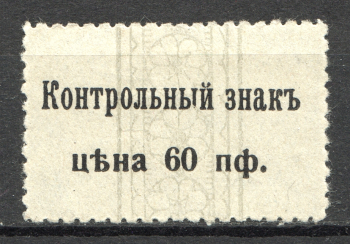 Контрольный знакъ
цѣна 60 пф.